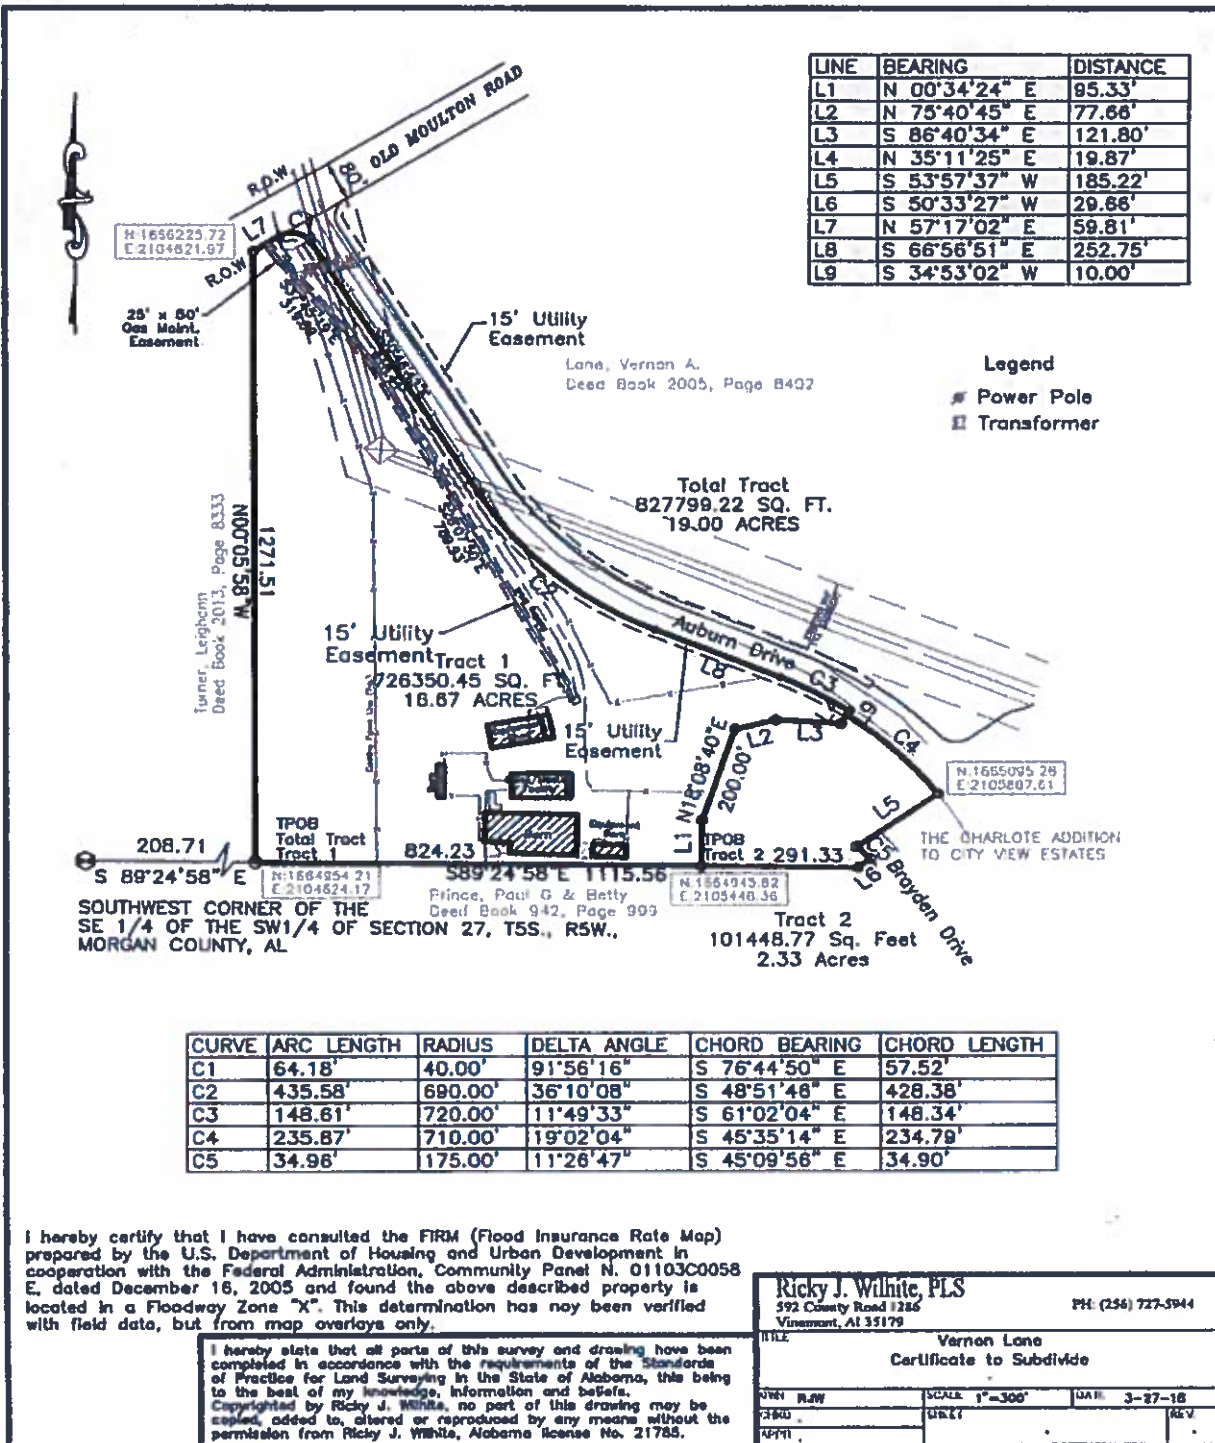 LINE BEARING DISTANCE
L1 N 00°34'24" E 95.33'
L2 N 75°40'45" E 77.66'
L3 S 86°40'34" E 121.80'
L4 N 35°11'25" E 19.87'
L5 S 53°57'37" W 185.22'
L6 S 50°33'27" W 29.66'
L7 N 57°17'02" E 59.81'
L8 S 66°56'51" E 252.75'
L9 S 34°53'02" W 10.00'
OLD MOULTON ROAD
R.O.W.
80'
L7
R.O.W
N:1656225.72
E:2104621.97
25' x 50'
Gas Maint.
Easement
15' Utility
Easement
Lane, Vernon A.
Deed Book 2005, Page 8402
Legend
Power Pole
Transformer
Total Tract
827799.22 SQ. FT.
19.00 ACRES
Turner, Leighann
Deed Book 2013, Page 8333
N00°05'58"W
1271.51
C2
15' Utility
Easement
Tract 1
726350.45 SQ. FT
16.67 ACRES
Auburn Drive
L8
C3
15' Utility
Easement
L2
L3
L9
C4
N18°08'40"E
200.00'
N:1665095.26
E:2105807.61
L5
L1
C5
L6
THE CHARLOTE ADDITION
TO CITY VIEW ESTATES
Brayden Drive
Barn
TPOB
Total Tract
Tract 1
TPOB
Tract 2
208.71
824.23
291.33
S 89°24'58" E
S89°24'58"E 1115.56
N:1664954.21
E:2104624.17
N:1664945.82
E:2105448.36
Prince, Paul G & Betty
Deed Book 942, Page 909
SOUTHWEST CORNER OF THE
SE 1/4 OF THE SW1/4 OF SECTION 27, T5S., R5W.,
MORGAN COUNTY, AL
Tract 2
101448.77 Sq. Feet
2.33 Acres
CURVE ARC LENGTH RADIUS DELTA ANGLE CHORD BEARING CHORD LENGTH
C1 64.18' 40.00' 91°56'16" S 76°44'50" E 57.52'
C2 435.58' 690.00' 36°10'08" S 48°51'46" E 428.38'
C3 148.61' 720.00' 11°49'33" S 61°02'04" E 148.34'
C4 235.87' 710.00' 19°02'04" S 45°35'14" E 234.79'
C5 34.96' 175.00' 11°26'47" S 45°09'56" E 34.90'
I hereby certify that I have consulted the FIRM (Flood Insurance Rate Map)
prepared by the U.S. Department of Housing and Urban Development in
cooperation with the Federal Administration, Community Panel N. 01103C0058
E, dated December 16, 2005 and found the above described property is
located in a Floodway Zone "X". This determination has noy been verified
with field data, but from map overlays only.
I hereby state that all parts of this survey and drawing have been
completed in accordance with the requirements of the Standards
of Practice for Land Surveying in the State of Alabama, this being
to the best of my knowledge, information and beliefs.
Copyrighted by Ricky J. Wilhite, no part of this drawing may be
copied, added to, altered or reproduced by any means without the
permission from Ricky J. Wilhite, Alabama license No. 21785.
Ricky J. Wilhite, PLS
592 County Road 1286
Vinemont, Al 35179
PH: (256) 727-5944
TITLE
Vernon Lane
Certificate to Subdivide
DWN RJW SCALE 1"=300' DATE 3-27-18
CHKD SHEET REV.
APPD